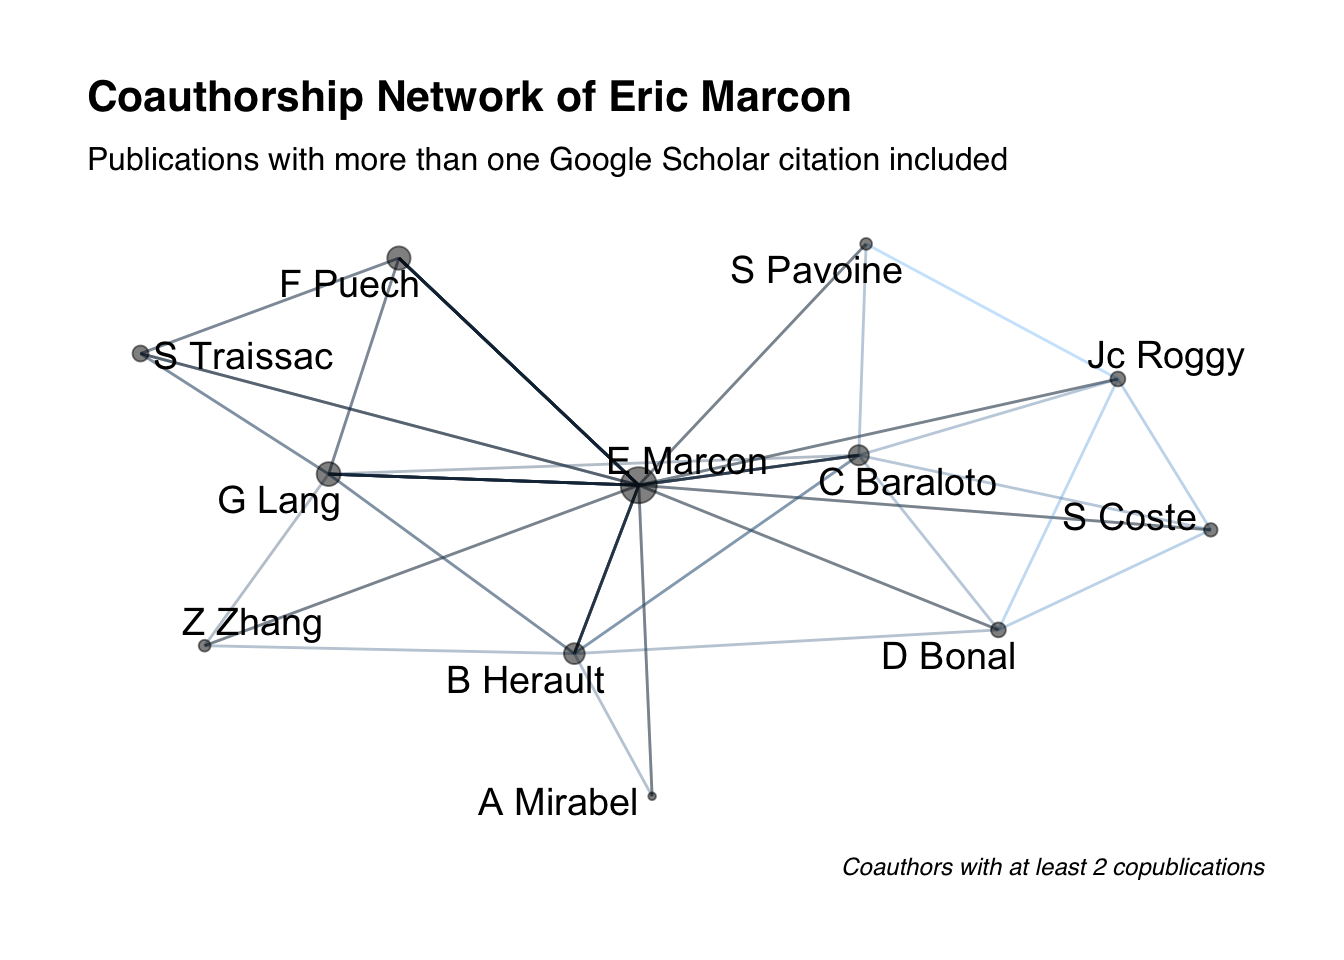 Coauthorship Network of Eric Marcon
Publications with more than one Google Scholar citation included
S Pavoine
F Puech
S Traissac
Jc Roggy
E Marcon
C Baraloto
G Lang
S Coste
Z Zhang
D Bonal
B Herault
A Mirabel
Coauthors with at least 2 copublications